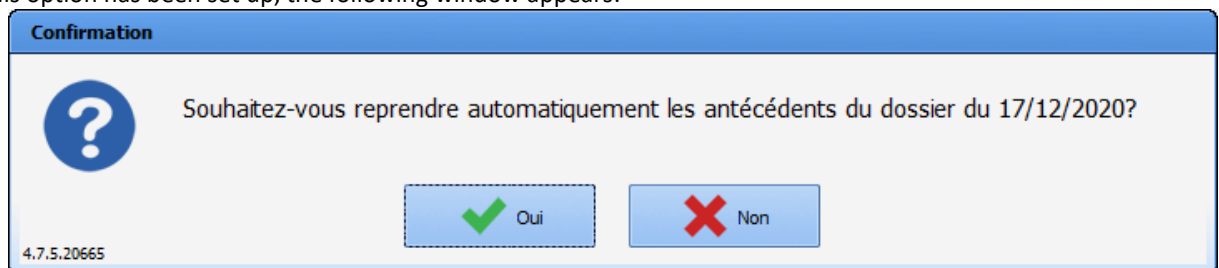 is option has been set up, the following window appears:
Confirmation
Souhaitez-vous reprendre automatiquement les antécédents du dossier du 17/12/2020?
Oui
Non
4.7.5.20665